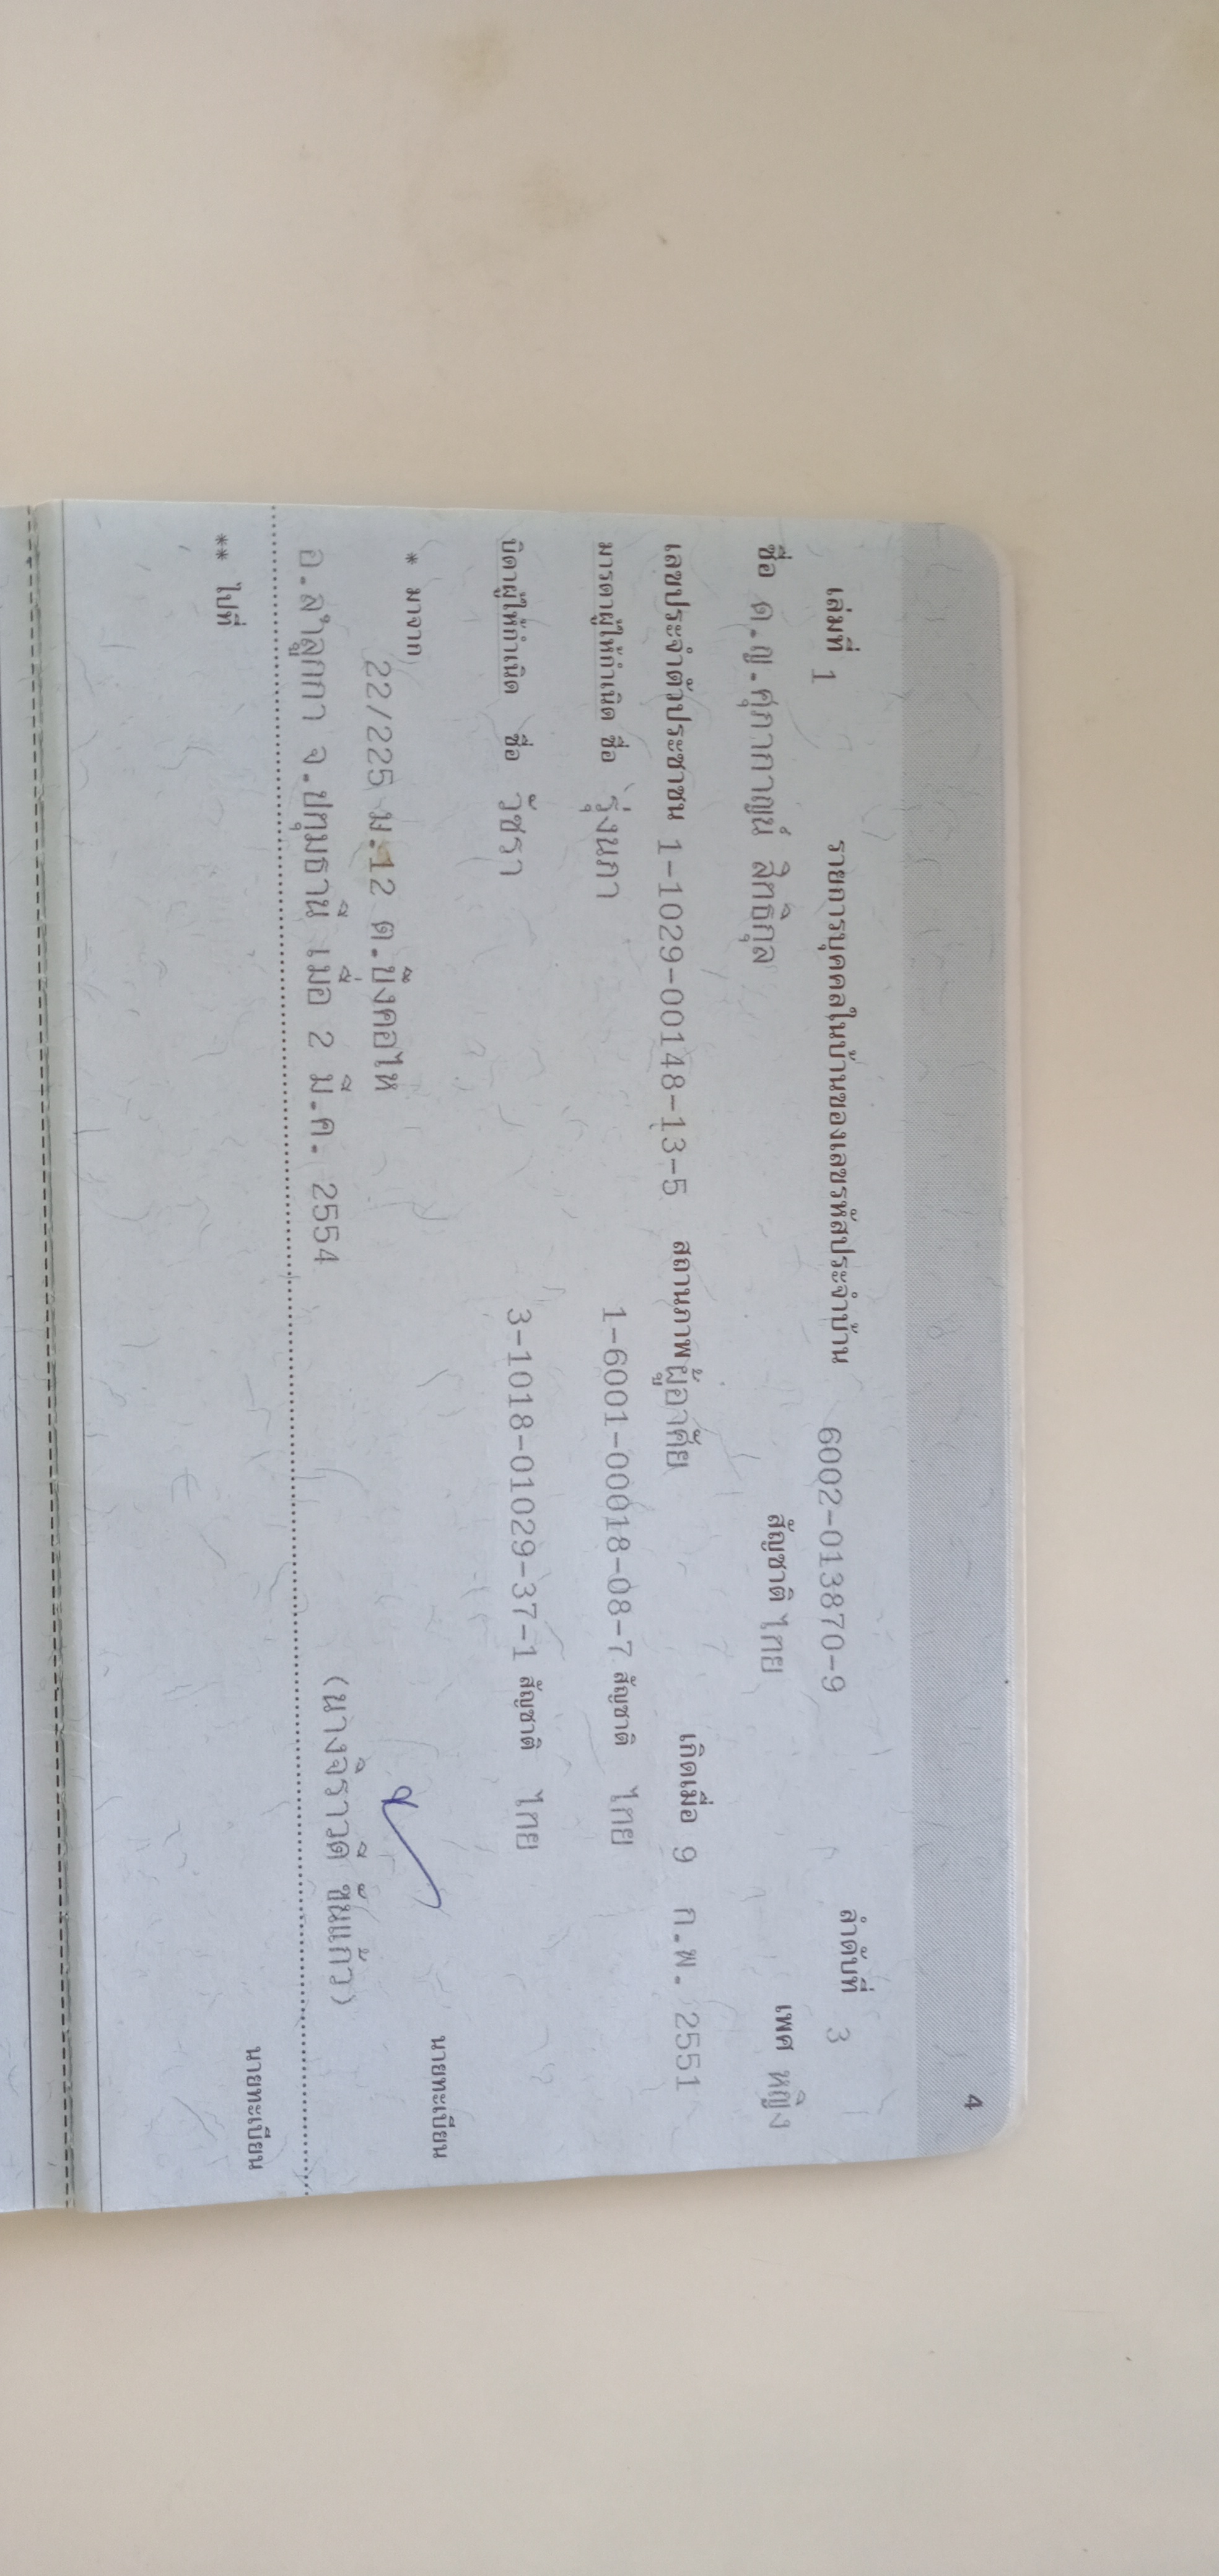 4
เล่มที่ 1 รายการบุคคลในบ้านของเลขรหัสประจำบ้าน 6002-013870-9 ลำดับที่ 3
ชื่อ ด.ญ.ศุภากาญน์ สิทธิกุล สัญชาติ ไทย เพศ หญิง
เลขประจำตัวประชาชน 1-1029-00148-13-5 สถานภาพ ผู้อาศัย เกิดเมื่อ 9 ก.พ. 2551
มารดาผู้ให้กำเนิด ชื่อ รุ่งนภา 1-6001-00018-08-7 สัญชาติ ไทย
บิดาผู้ให้กำเนิด ชื่อ วัชรา 3-1018-01029-37-1 สัญชาติ ไทย
* มาจาก
22/225 ม.12 ต.บึงคอไห นายทะเบียน
อ.ลำลูกกา จ.ปทุมธานี เมื่อ 2 มี.ค. 2554 (นางจิราวดี ขึ้นแก้ว)
** ไปที่ นายทะเบียน